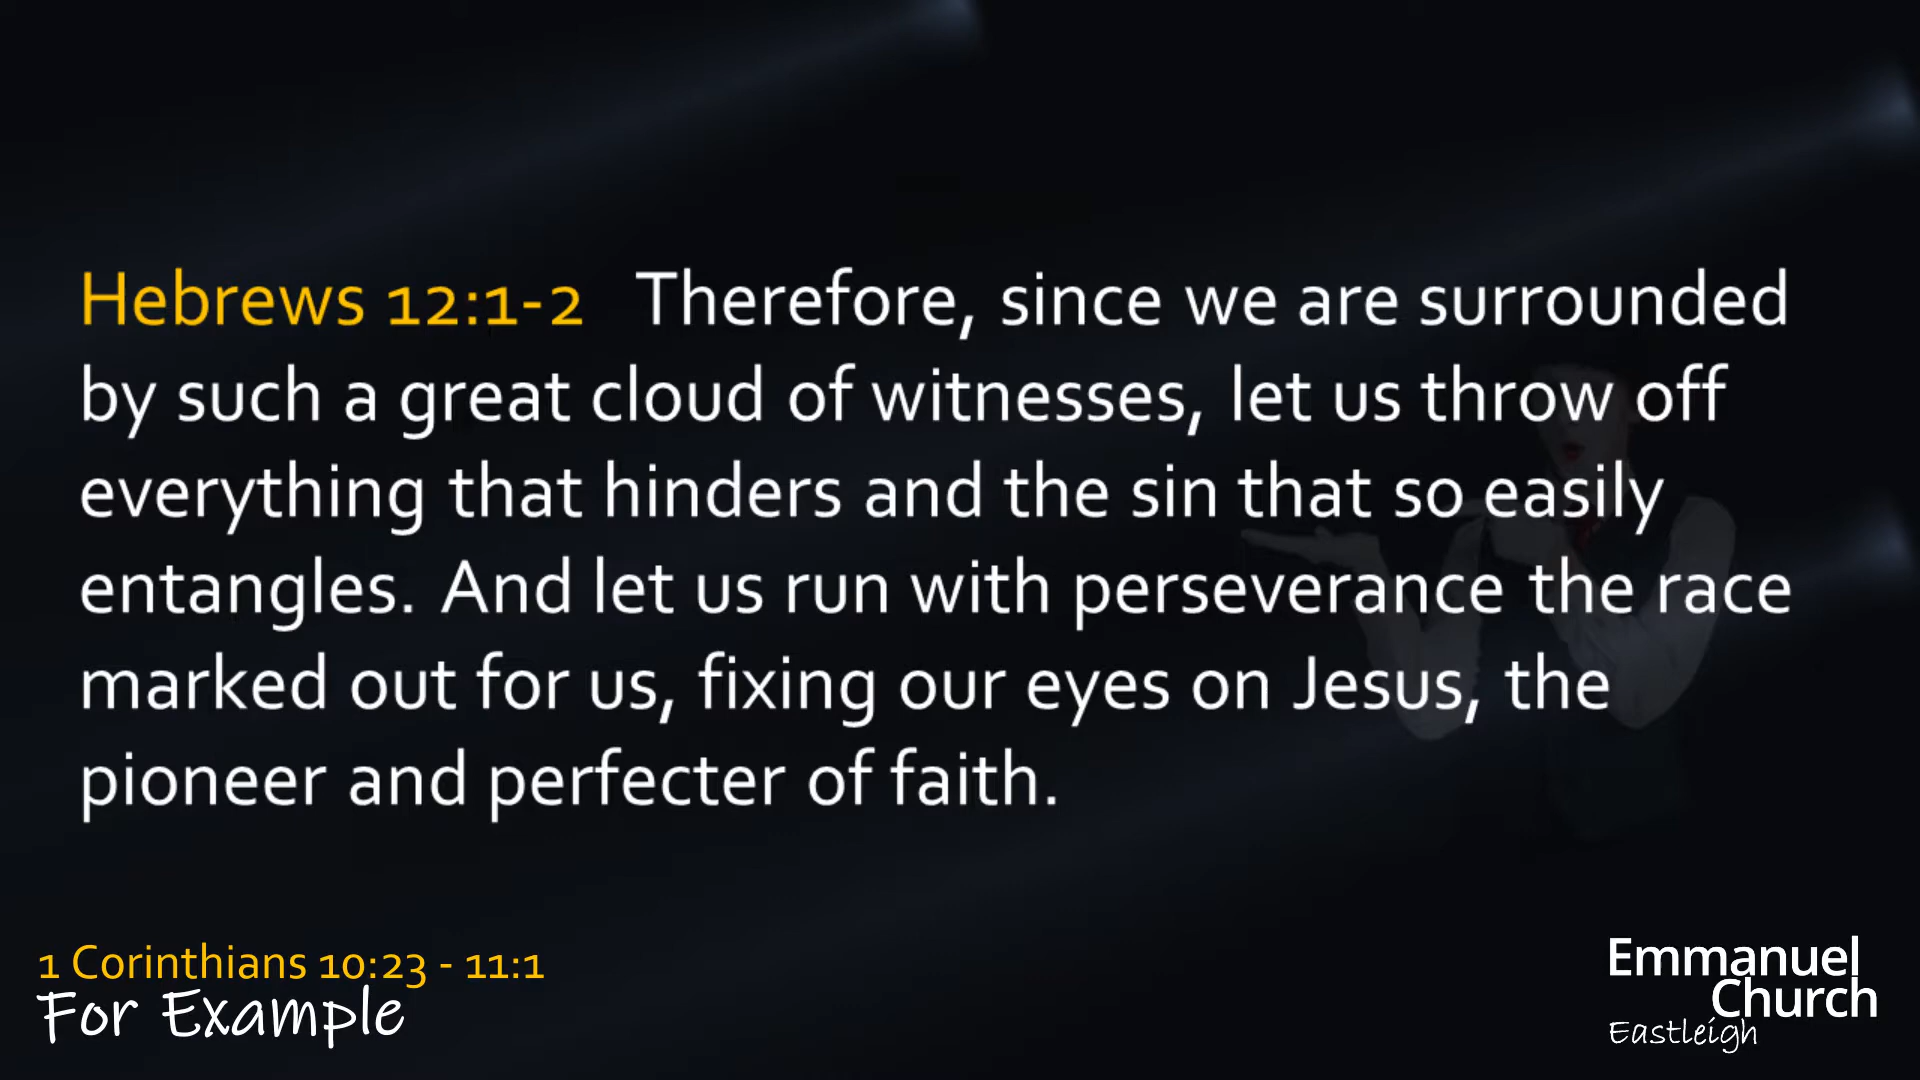 Hebrews 12:1-2   Therefore, since we are surrounded
by such a great cloud of witnesses, let us throw off
everything that hinders and the sin that so easily
entangles. And let us run with perseverance the race
marked out for us, fixing our eyes on Jesus, the
pioneer and perfecter of faith.
1 Corinthians 10:23 - 11:1
For Example
Emmanuel
Church
Eastleigh